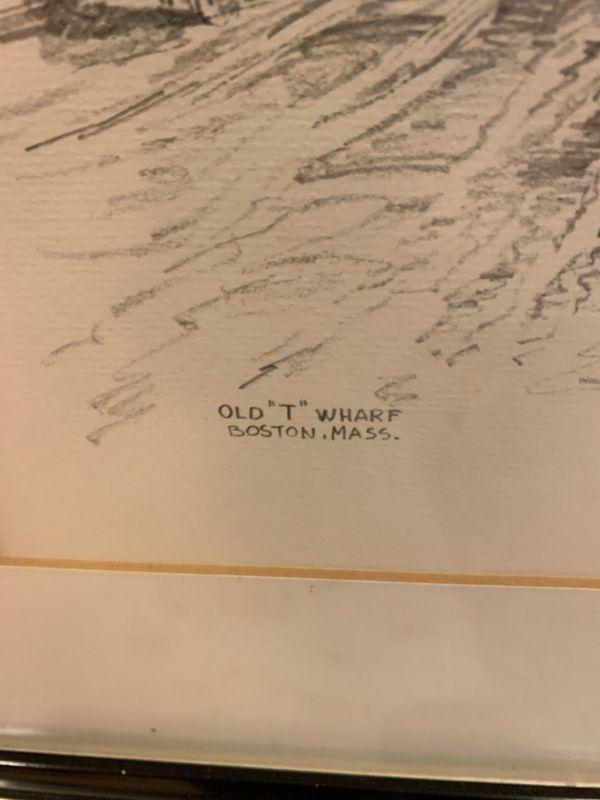 OLD "T" WHARF
BOSTON, MASS.